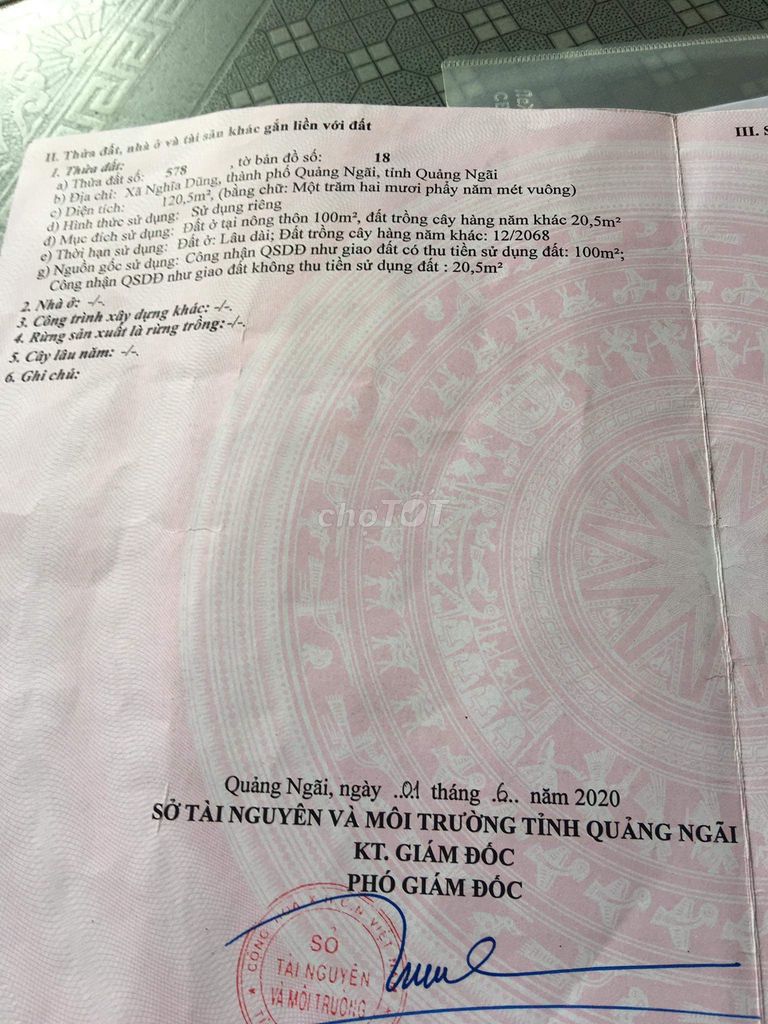 II. Thửa đất, nhà ở và tài sản khác gắn liền với đất
1. Thửa đất:
a) Thửa đất số: 578 , tờ bản đồ số: 18
b) Địa chỉ: Xã Nghĩa Dũng, thành phố Quảng Ngãi, tỉnh Quảng Ngãi
c) Diện tích: 120,5m², (bằng chữ: Một trăm hai mươi phẩy năm mét vuông)
d) Hình thức sử dụng: Sử dụng riêng
đ) Mục đích sử dụng: Đất ở tại nông thôn 100m², đất trồng cây hàng năm khác 20,5m²
e) Thời hạn sử dụng: Đất ở: Lâu dài; Đất trồng cây hàng năm khác: 12/2068
g) Nguồn gốc sử dụng: Công nhận QSDĐ như giao đất có thu tiền sử dụng đất: 100m²;
Công nhận QSDĐ như giao đất không thu tiền sử dụng đất : 20,5m²
2. Nhà ở: -/-.
3. Công trình xây dựng khác: -/-.
4. Rừng sản xuất là rừng trồng: -/-.
5. Cây lâu năm: -/-.
6. Ghi chú:
III. S
choTỐT
Quảng Ngãi, ngày ..01 tháng .6.. năm 2020
SỞ TÀI NGUYÊN VÀ MÔI TRƯỜNG TỈNH QUẢNG NGÃI
KT. GIÁM ĐỐC
PHÓ GIÁM ĐỐC
CỘNG HÒA X.H.C.N VIỆT
SỞ
TÀI NGUYÊN
VÀ MÔI TRƯỜNG